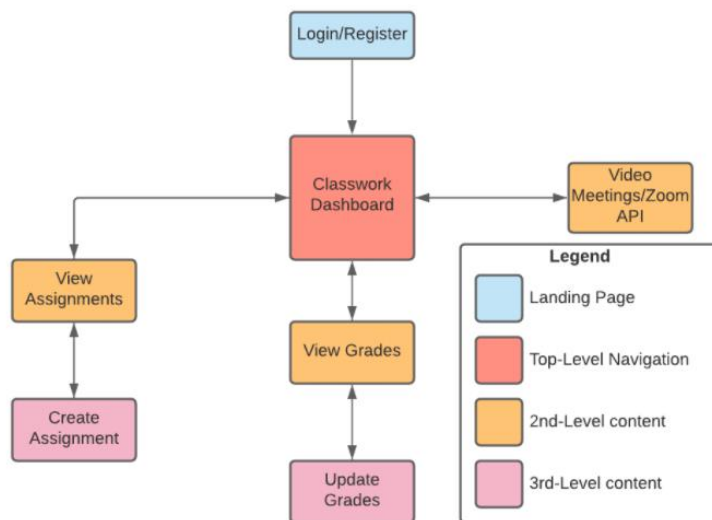 Login/Register
Classwork
Dashboard
Video
Meetings/Zoom
API
View
Assignments
View Grades
Create
Assignment
Update
Grades
Legend
Landing Page
Top-Level Navigation
2nd-Level content
3rd-Level content